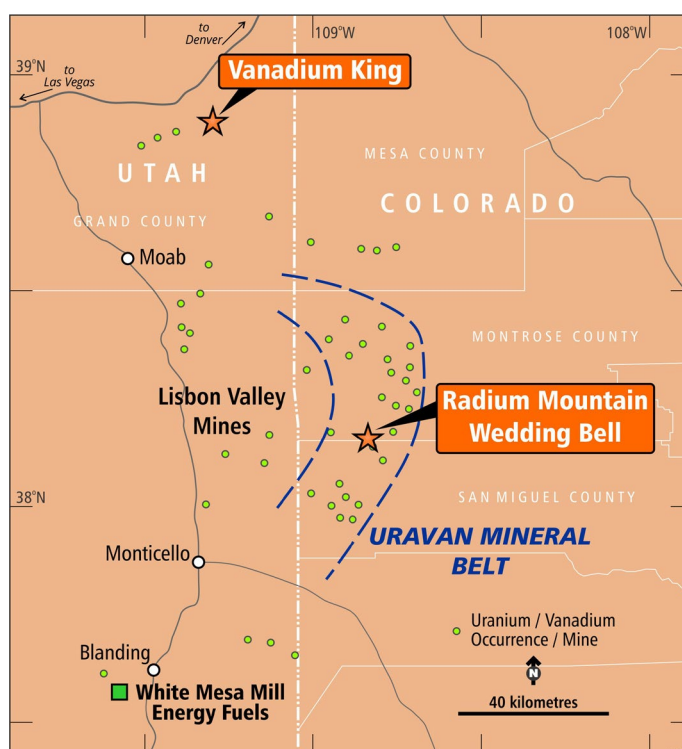 to
Denver
109°W
108°W
39°N
to
Las Vegas
Vanadium King
MESA COUNTY
UTAH
COLORADO
GRAND COUNTY
Moab
MONTROSE COUNTY
Lisbon Valley
Mines
Radium Mountain
Wedding Bell
38°N
SAN MIGUEL COUNTY
URAVAN MINERAL
BELT
Monticello
Uranium / Vanadium
Occurrence / Mine
Blanding
N
White Mesa Mill
Energy Fuels
40 kilometres